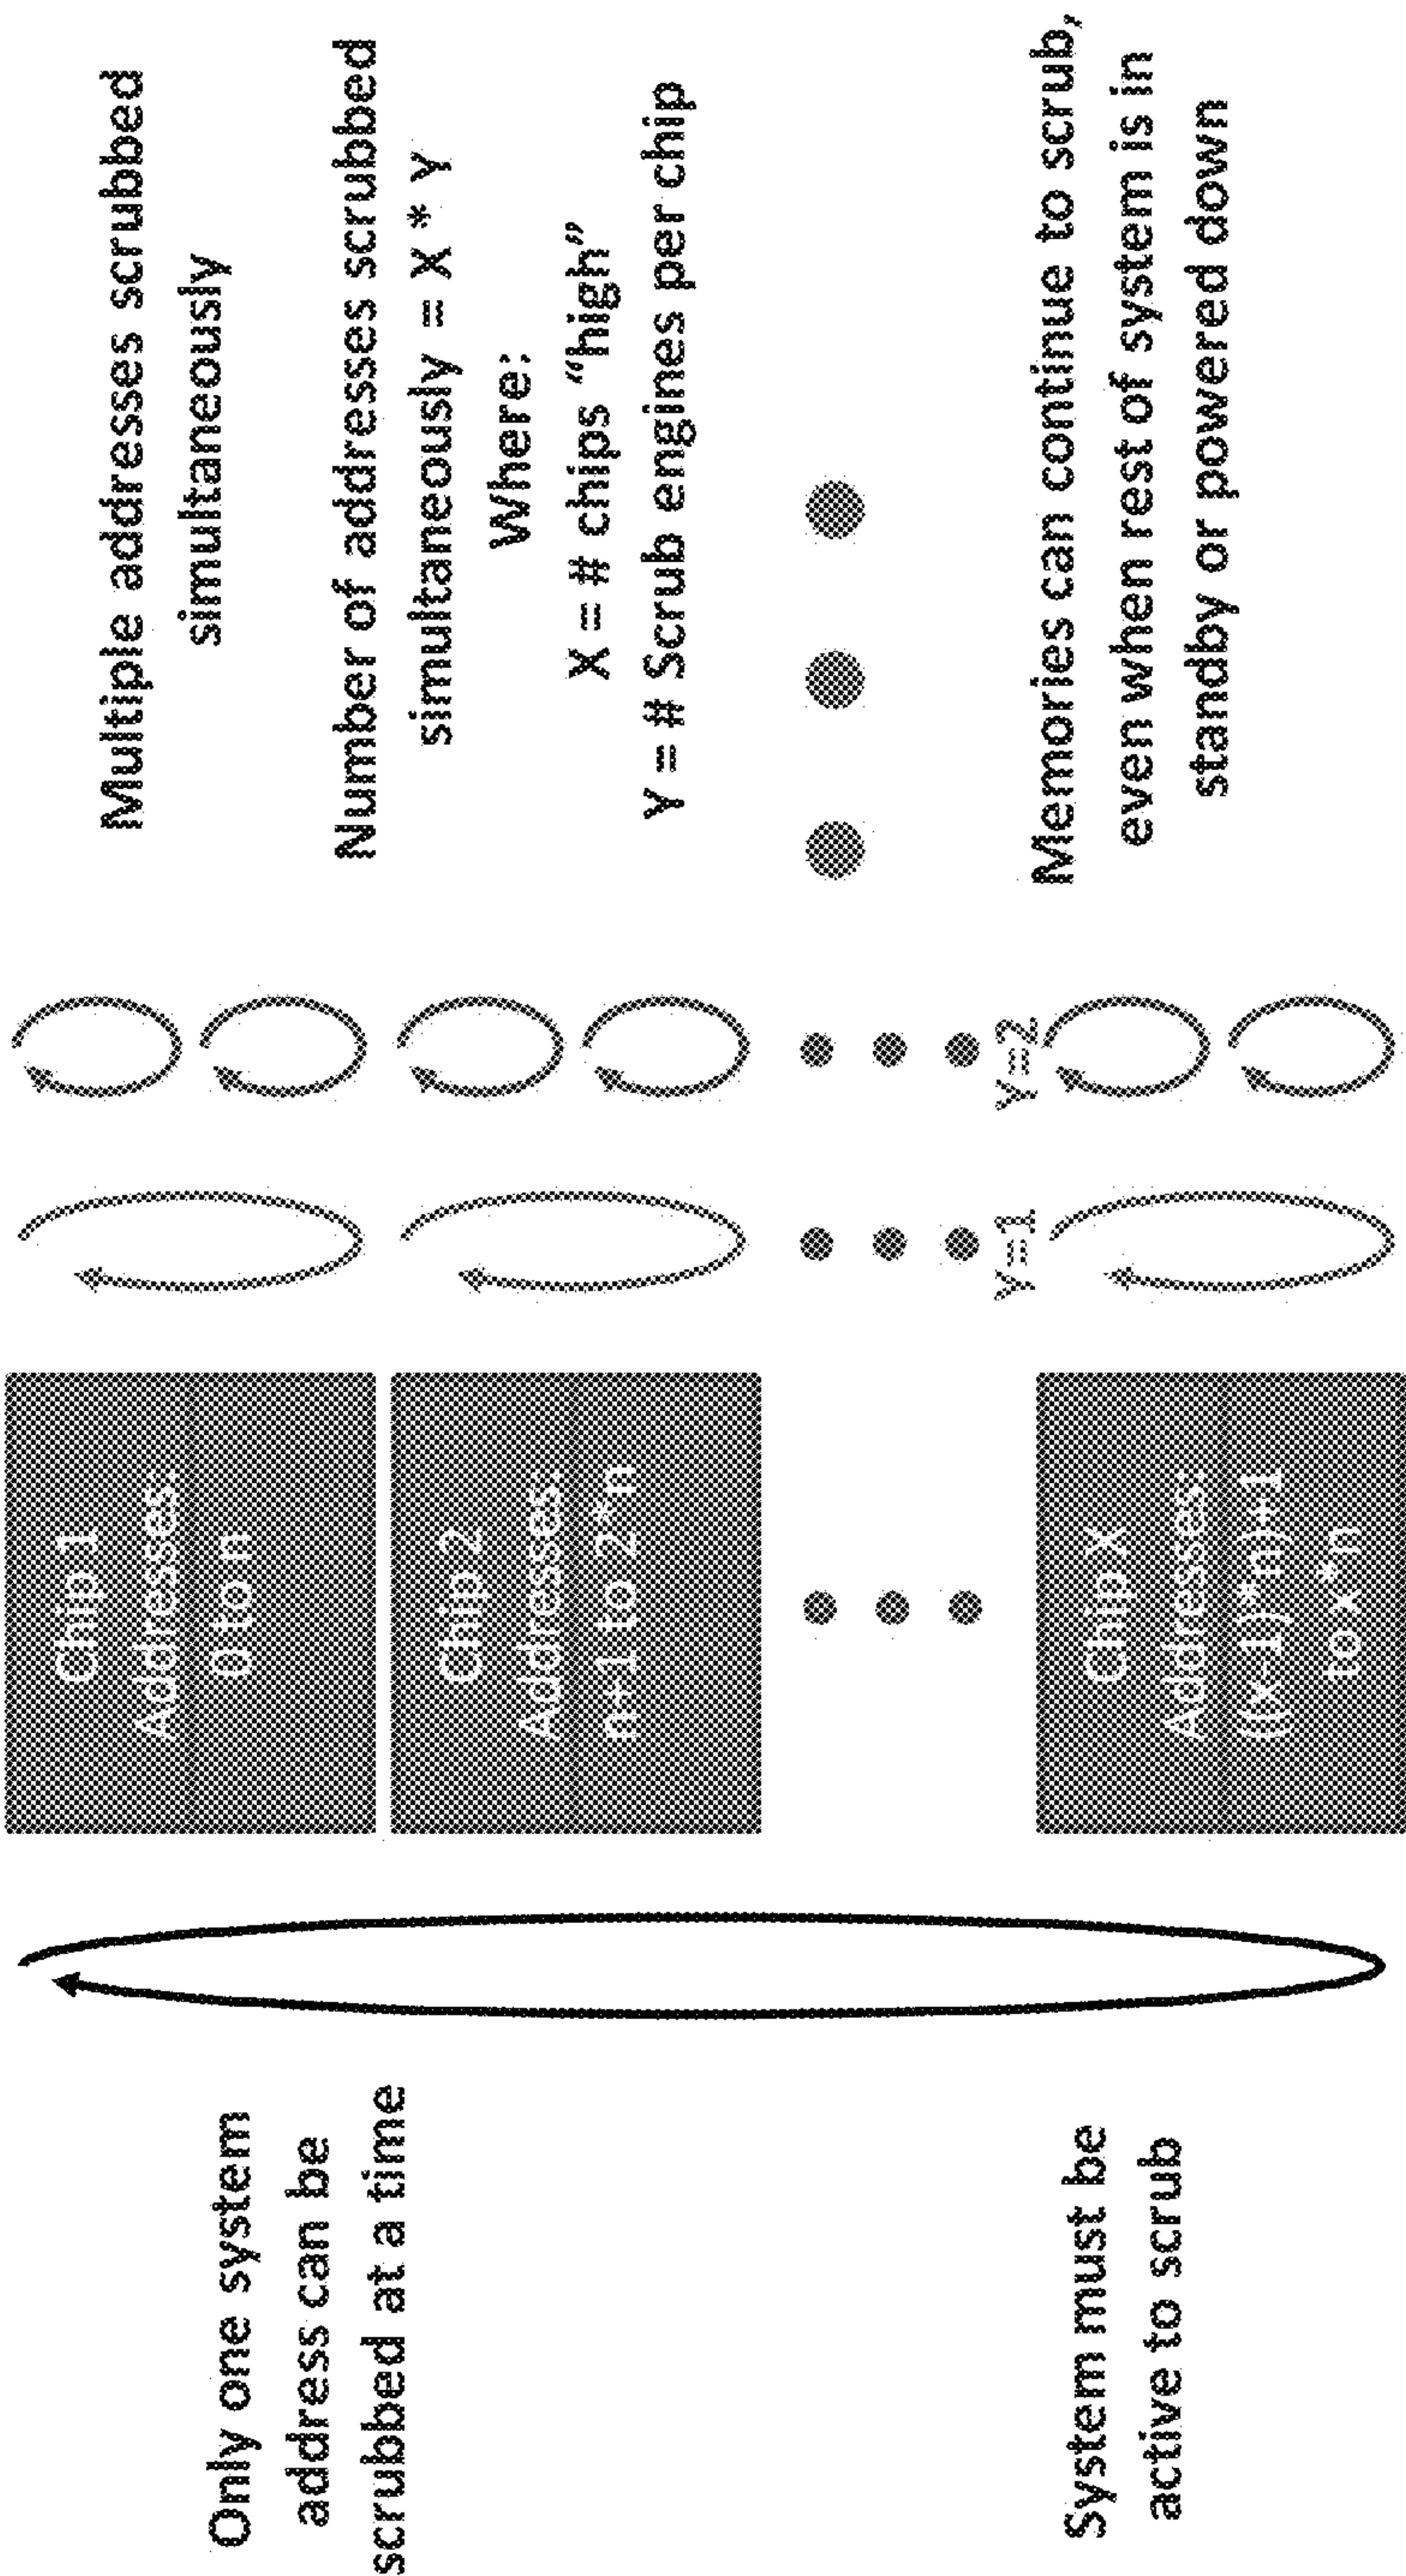 Only one system
address can be
scrubbed at a time
System must be
active to scrub
Chip 1
Addresses:
0 to n
Chip 2
Addresses:
n+1 to 2*n
Chip X
Addresses:
((x-1)*n)+1
to x*n
y=1
y=2
Multiple addresses scrubbed
simultaneously
Number of addresses scrubbed
simultaneously = X * Y
Where:
X = # chips “high”
Y = # Scrub engines per chip
Memories can continue to scrub,
even when rest of system is in
standby or powered down